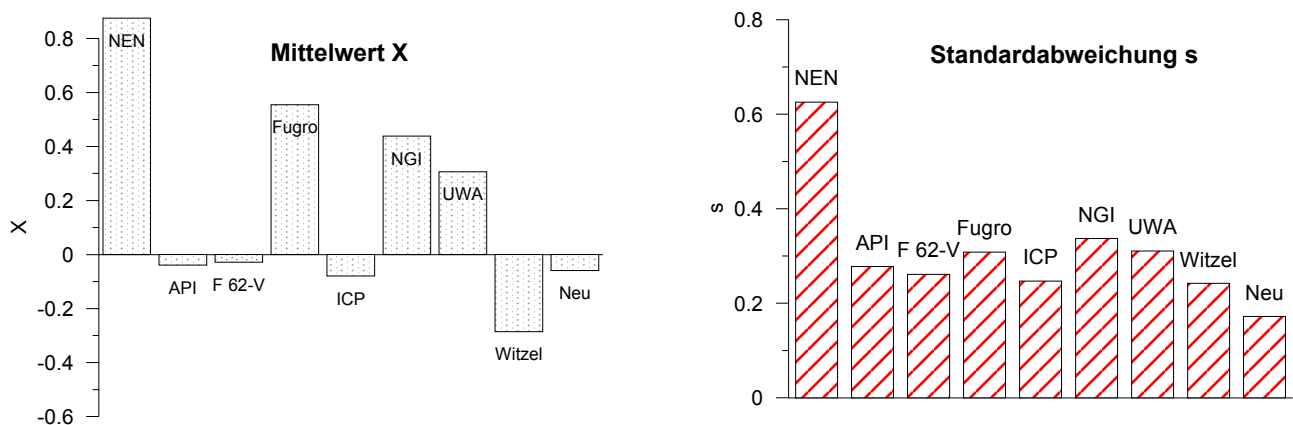 Mittelwert X
X
0.8
0.6
0.4
0.2
0
-0.2
-0.4
-0.6
NEN
API
F 62-V
Fugro
ICP
NGI
UWA
Witzel
Neu
Standardabweichung s
s
0.8
0.6
0.4
0.2
0
NEN
API
F 62-V
Fugro
ICP
NGI
UWA
Witzel
Neu